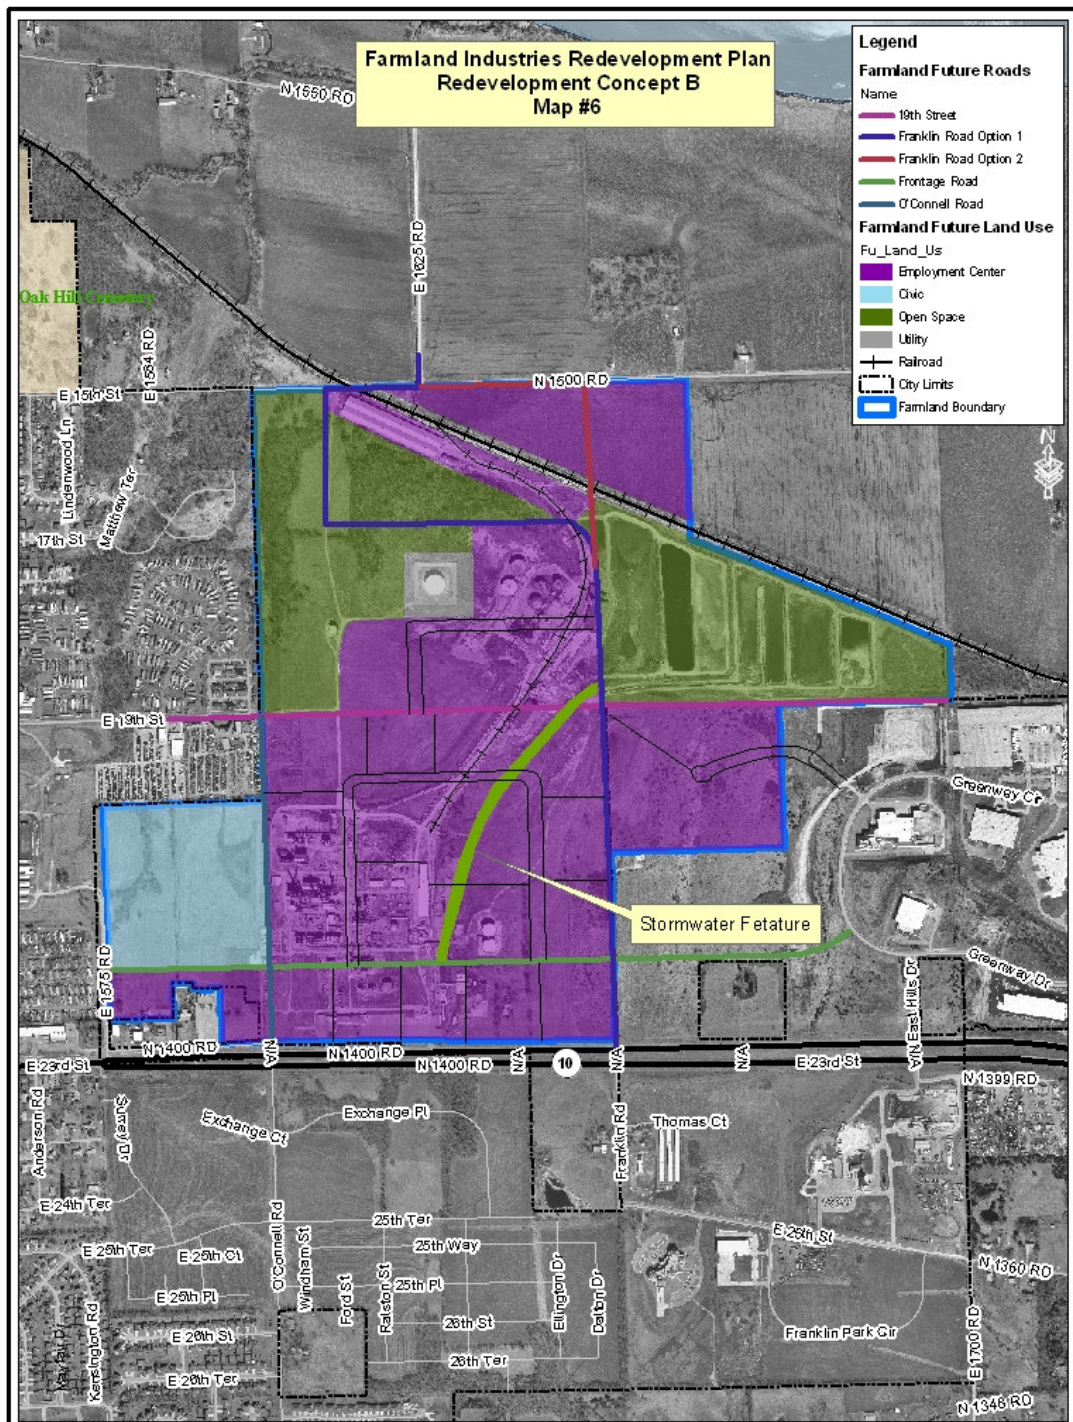 Farmland Industries Redevelopment Plan
Redevelopment Concept B
Map #6
Legend
Farmland Future Roads
Name
19th Street
Franklin Road Option 1
Franklin Road Option 2
Frontage Road
O'Connell Road
Farmland Future Land Use
Fu_Land_Us
Employment Center
Civic
Open Space
Utility
Railroad
City Limits
Farmland Boundary
N
N 1550 RD
E 1625 RD
Oak Hill Cemetery
E 1584 RD
E 15th St
N 1500 RD
Lindenwood Ln
Matthew Ter
17th St
E 19th St
Greenway Cir
Stormwater Fetature
E 1575 RD
Greenway Dr
East Hills Dr
N/A
N 1400 RD
N/A
N 1400 RD
N 1400 RD
N/A
10
N/A
N/A
E 23rd St
E 23rd St
N 1399 RD
Anderson Rd
Surrey Dr
Exchange Ct
Exchange Pl
Franklin Rd
Thomas Ct
E 24th Ter
O'Connell Rd
25th Ter
E 25th St
E 25th Ter
E 25th Ct
25th Way
N 1360 RD
Windham St
Ford St
Ralston St
25th Pl
Ellington Dr
Dalton Dr
E 25th Pl
26th St
E 26th St
Franklin Park Cir
E 1700 RD
Mayfair Dr
Kensington Rd
26th Ter
E 26th Ter
N 1348 RD